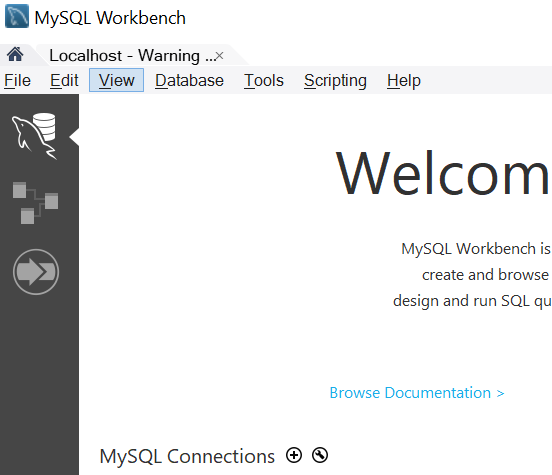 MySQL Workbench
Localhost - Warning ...
File Edit View Database Tools Scripting Help
Welcom
MySQL Workbench is
create and browse
design and run SQL qu
Browse Documentation >
MySQL Connections